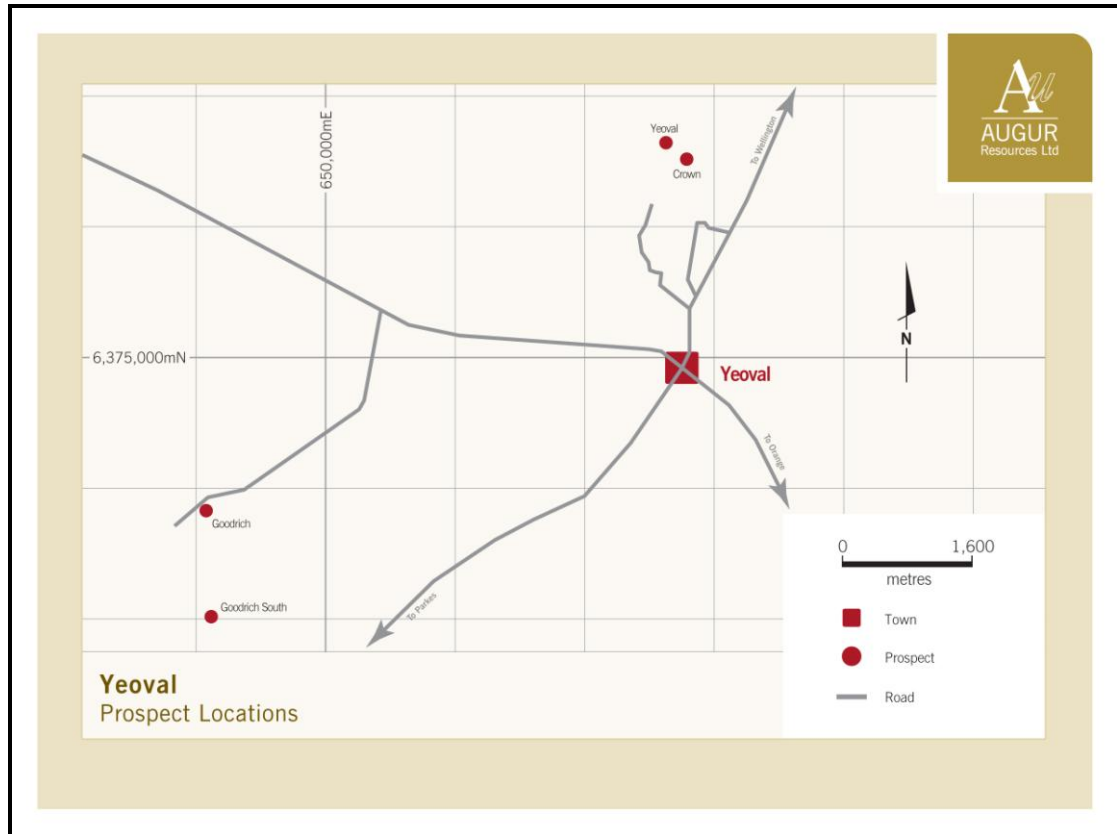 Au
AUGUR
Resources Ltd
Yeoval
Crown
To Wellington
650,000mE
N
6,375,000mN
Yeoval
To Orange
Goodrich
Goodrich South
To Parkes
0 1,600
metres
Town
Prospect
Road
Yeoval
Prospect Locations